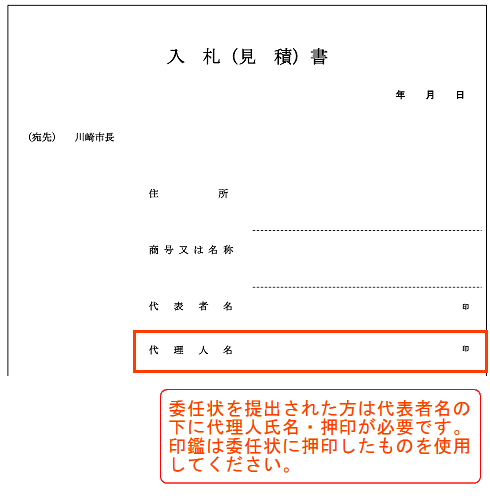 入 札（見 積）書
年 月 日
（宛先） 川崎市長
住 所
商号又は名称
代表者名 印
代理人名 印
委任状を提出された方は代表者名の
下に代理人氏名・押印が必要です。
印鑑は委任状に押印したものを使用
してください。